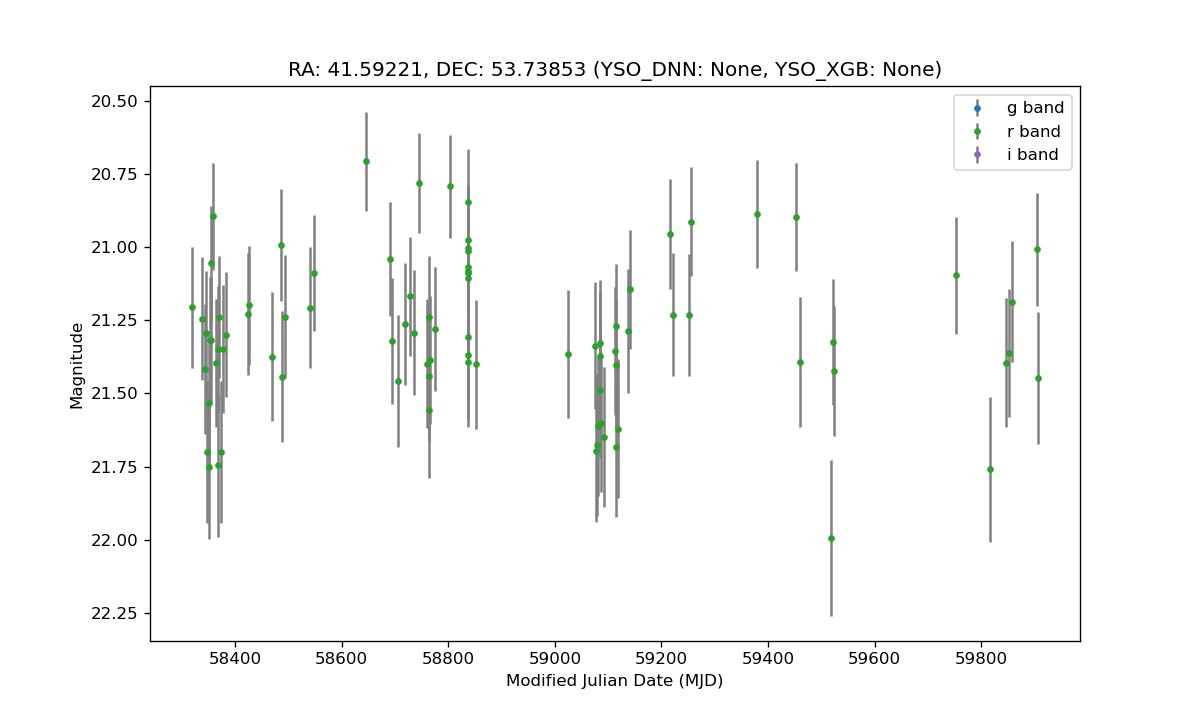 RA: 41.59221, DEC: 53.73853 (YSO_DNN: None, YSO_XGB: None)
g band
r band
i band
20.50
20.75
21.00
21.25
21.50
21.75
22.00
22.25
Magnitude
58400 58600 58800 59000 59200 59400 59600 59800
Modified Julian Date (MJD)